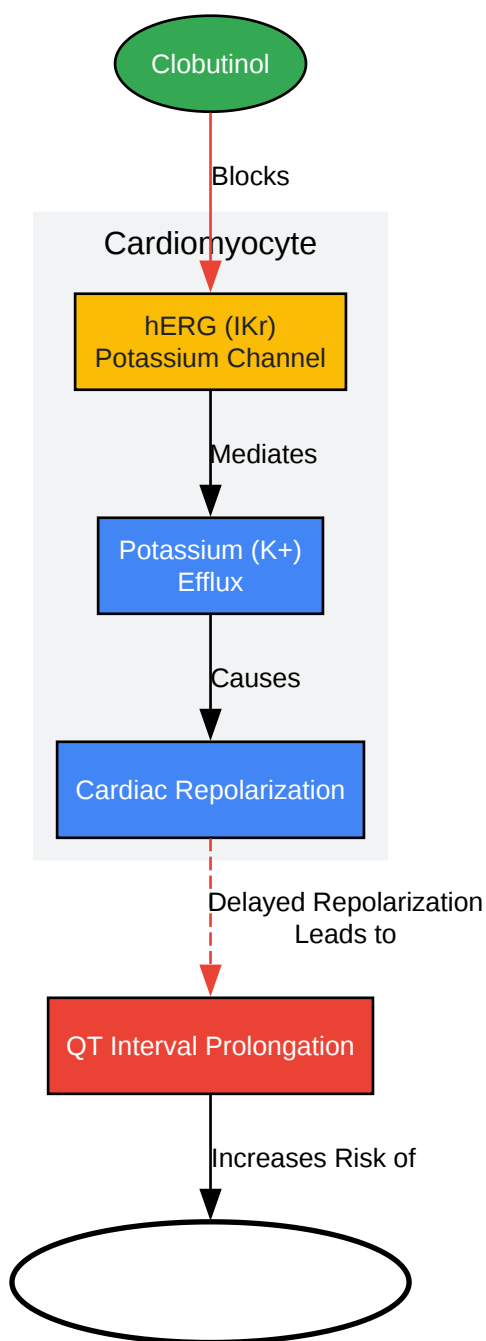 Clobutinol
Blocks
Cardiomyocyte
hERG (IKr)
Potassium Channel
Mediates
Potassium (K+)
Efflux
Causes
Cardiac Repolarization
Delayed Repolarization
Leads to
QT Interval Prolongation
Increases Risk of